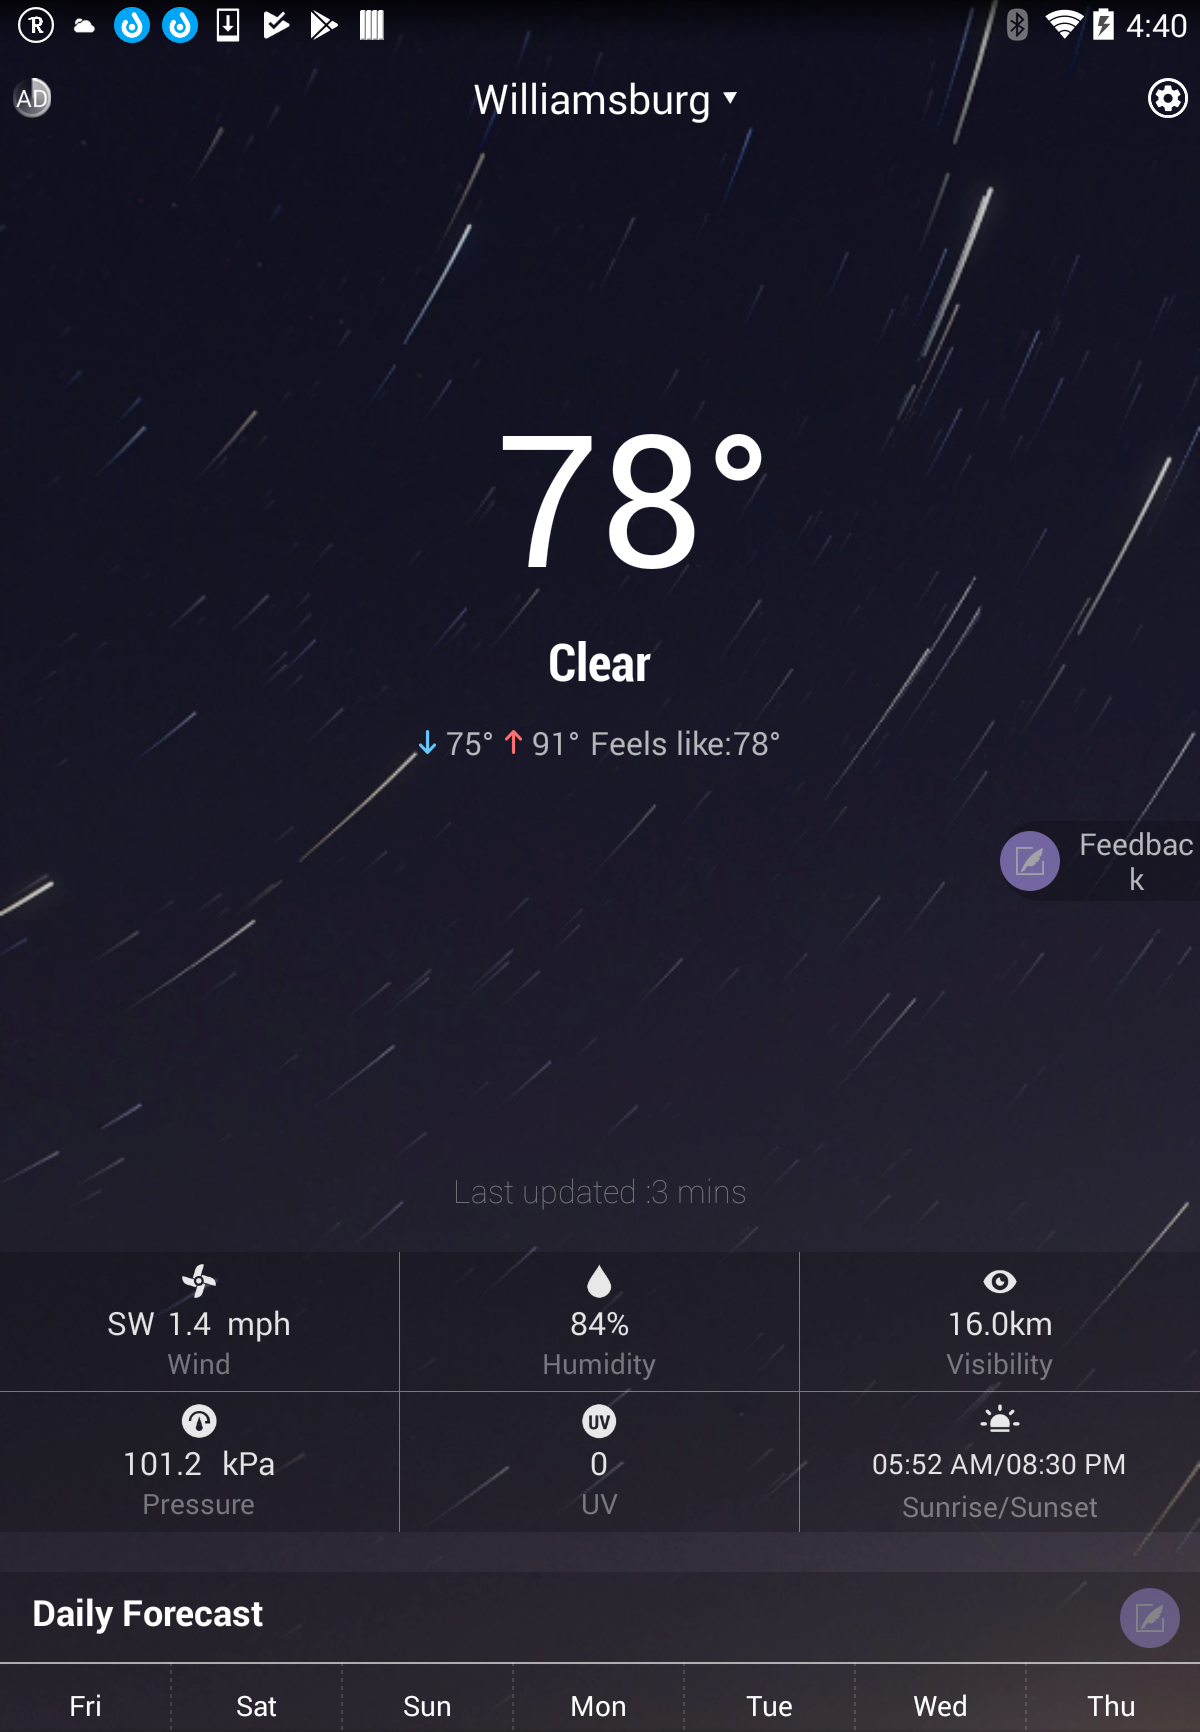 4:40
AD
Williamsburg
78°
Clear
75° 91° Feels like:78°
Feedbac
k
Last updated :3 mins
SW 1.4 mph
Wind
84%
Humidity
16.0km
Visibility
101.2 kPa
Pressure
UV
0
UV
05:52 AM/08:30 PM
Sunrise/Sunset
Daily Forecast
Fri Sat Sun Mon Tue Wed Thu